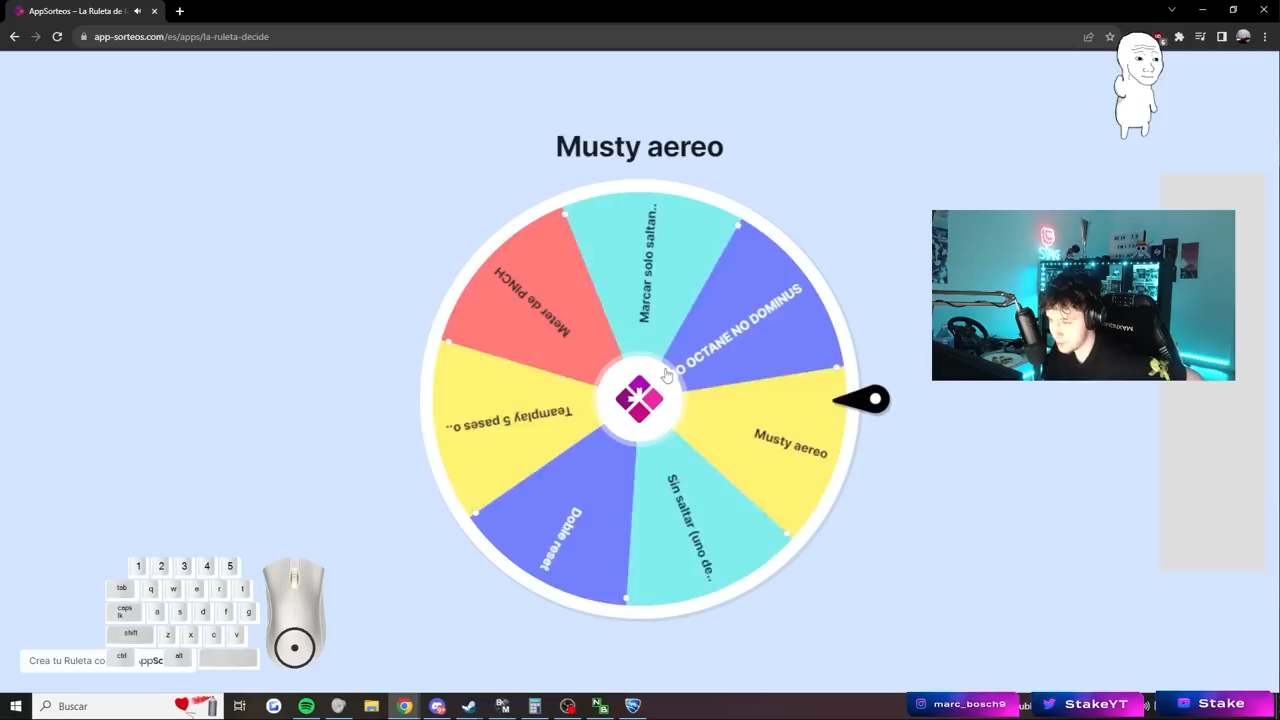 AppSorteos – La Ruleta de l
app-sorteos.com/es/apps/la-ruleta-decide
Musty aereo
Marcar solo saltan..
Meter de PINCH
O OCTANE NO DOMINUS
Teamplay 5 pases o..
Musty aereo
Sin saltar (uno de..
Doble reset
1 2 3 4 5
tab q w e r t
caps lk a s d f g
shift z x c v
ctrl alt
Crea tu Ruleta co
AppSo
Buscar
marc_bosch9
StakeYT
Stake